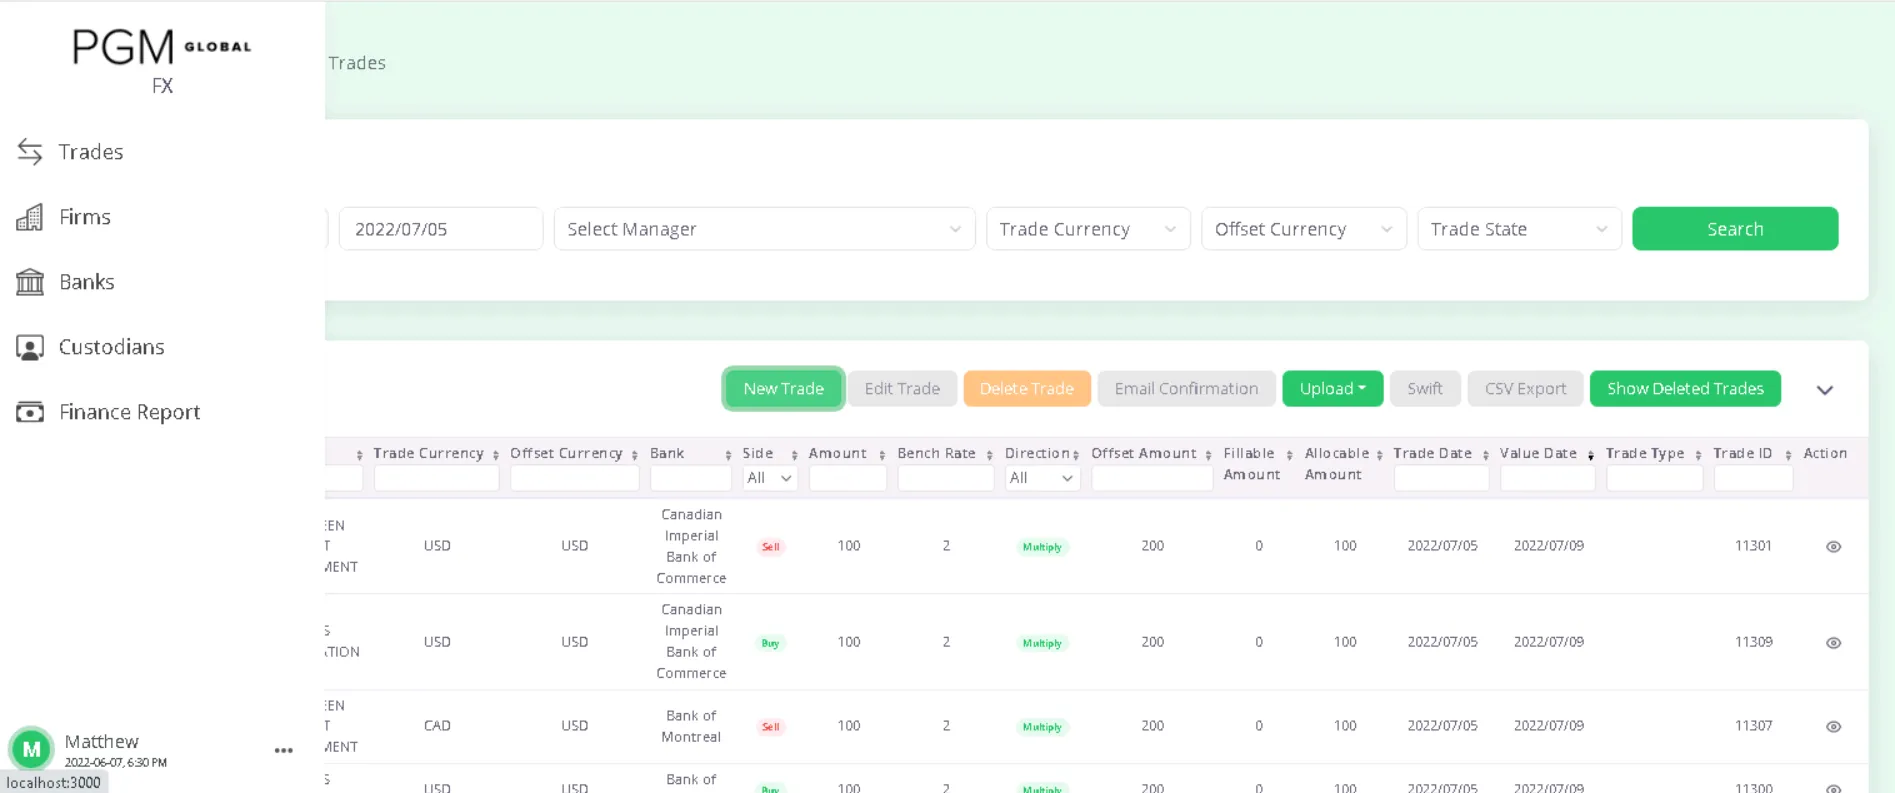 PGM GLOBAL
FX
Trades
Trades
Firms
Banks
Custodians
Finance Report
2022/07/05
Select Manager
Trade Currency
Offset Currency
Trade State
Search
New Trade
Edit Trade
Delete Trade
Email Confirmation
Upload
Swift
CSV Export
Show Deleted Trades
Trade Currency
Offset Currency
Bank
Side
Amount
Bench Rate
Direction
Offset Amount
Fillable
Amount
Allocable
Amount
Trade Date
Value Date
Trade Type
Trade ID
Action
All
All
EEN
T
MENT
USD
USD
Canadian
Imperial
Bank of
Commerce
Sell
100
2
Multiply
200
0
100
2022/07/05
2022/07/09
11301
S
ATION
USD
USD
Canadian
Imperial
Bank of
Commerce
Buy
100
2
Multiply
200
0
100
2022/07/05
2022/07/09
11309
EEN
T
MENT
CAD
USD
Bank of
Montreal
Sell
100
2
Multiply
200
0
100
2022/07/05
2022/07/09
11307
S
USD
USD
Bank of
Buy
100
2
Multiply
200
0
100
2022/07/05
2022/07/09
11300
M
Matthew
2022-06-07, 6:30 PM
localhost:3000